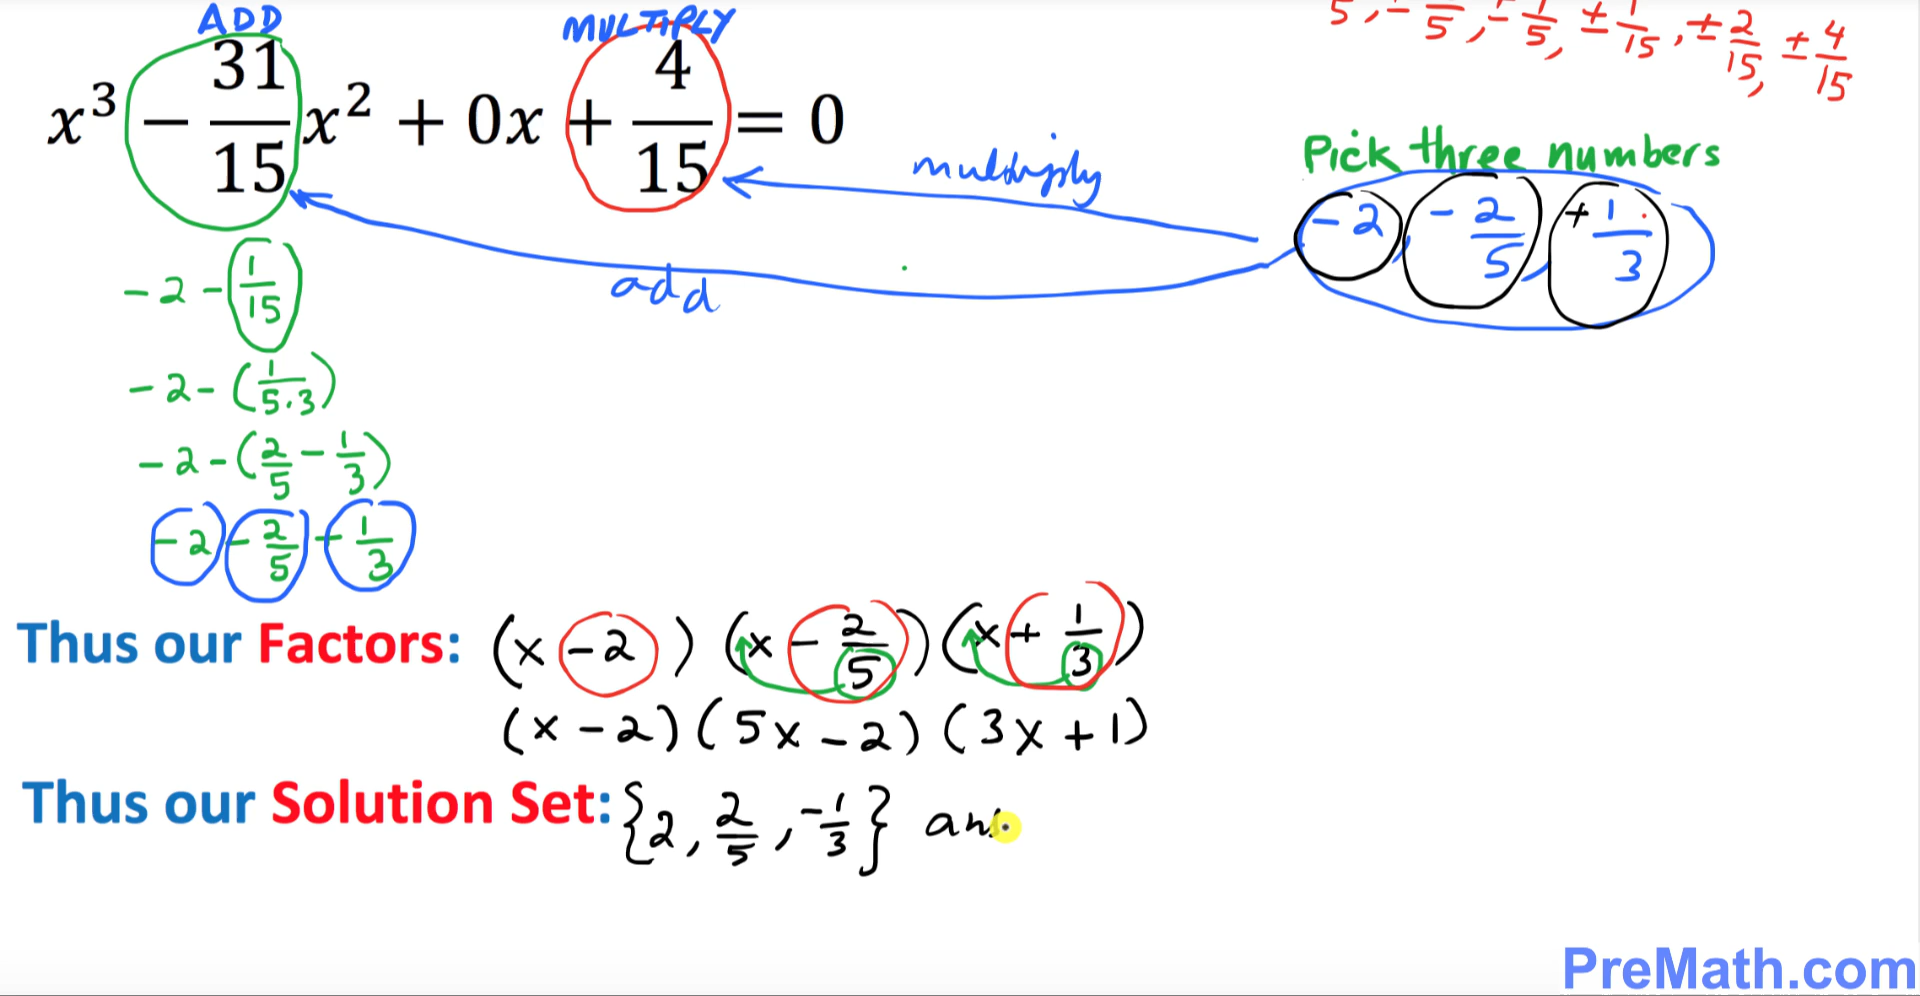 ADD MULTIPLY
5, ± /5, ± 1/5, ± 1/15, ± 2/15, ± 4/15
x³ − 31/15 x² + 0x + 4/15 = 0
multiply
Pick three numbers
−2, −2/5, +1/3
add
−2 − 1/15
−2 − (1/5·3)
−2 − (2/5 − 1/3)
−2 − 2/5 + 1/3
Thus our Factors: (x −2 ) (x − 2/5) (x + 1/3)
(x − 2) (5x − 2) (3x + 1)
Thus our Solution Set: {2, 2/5, −1/3} ans
PreMath.com